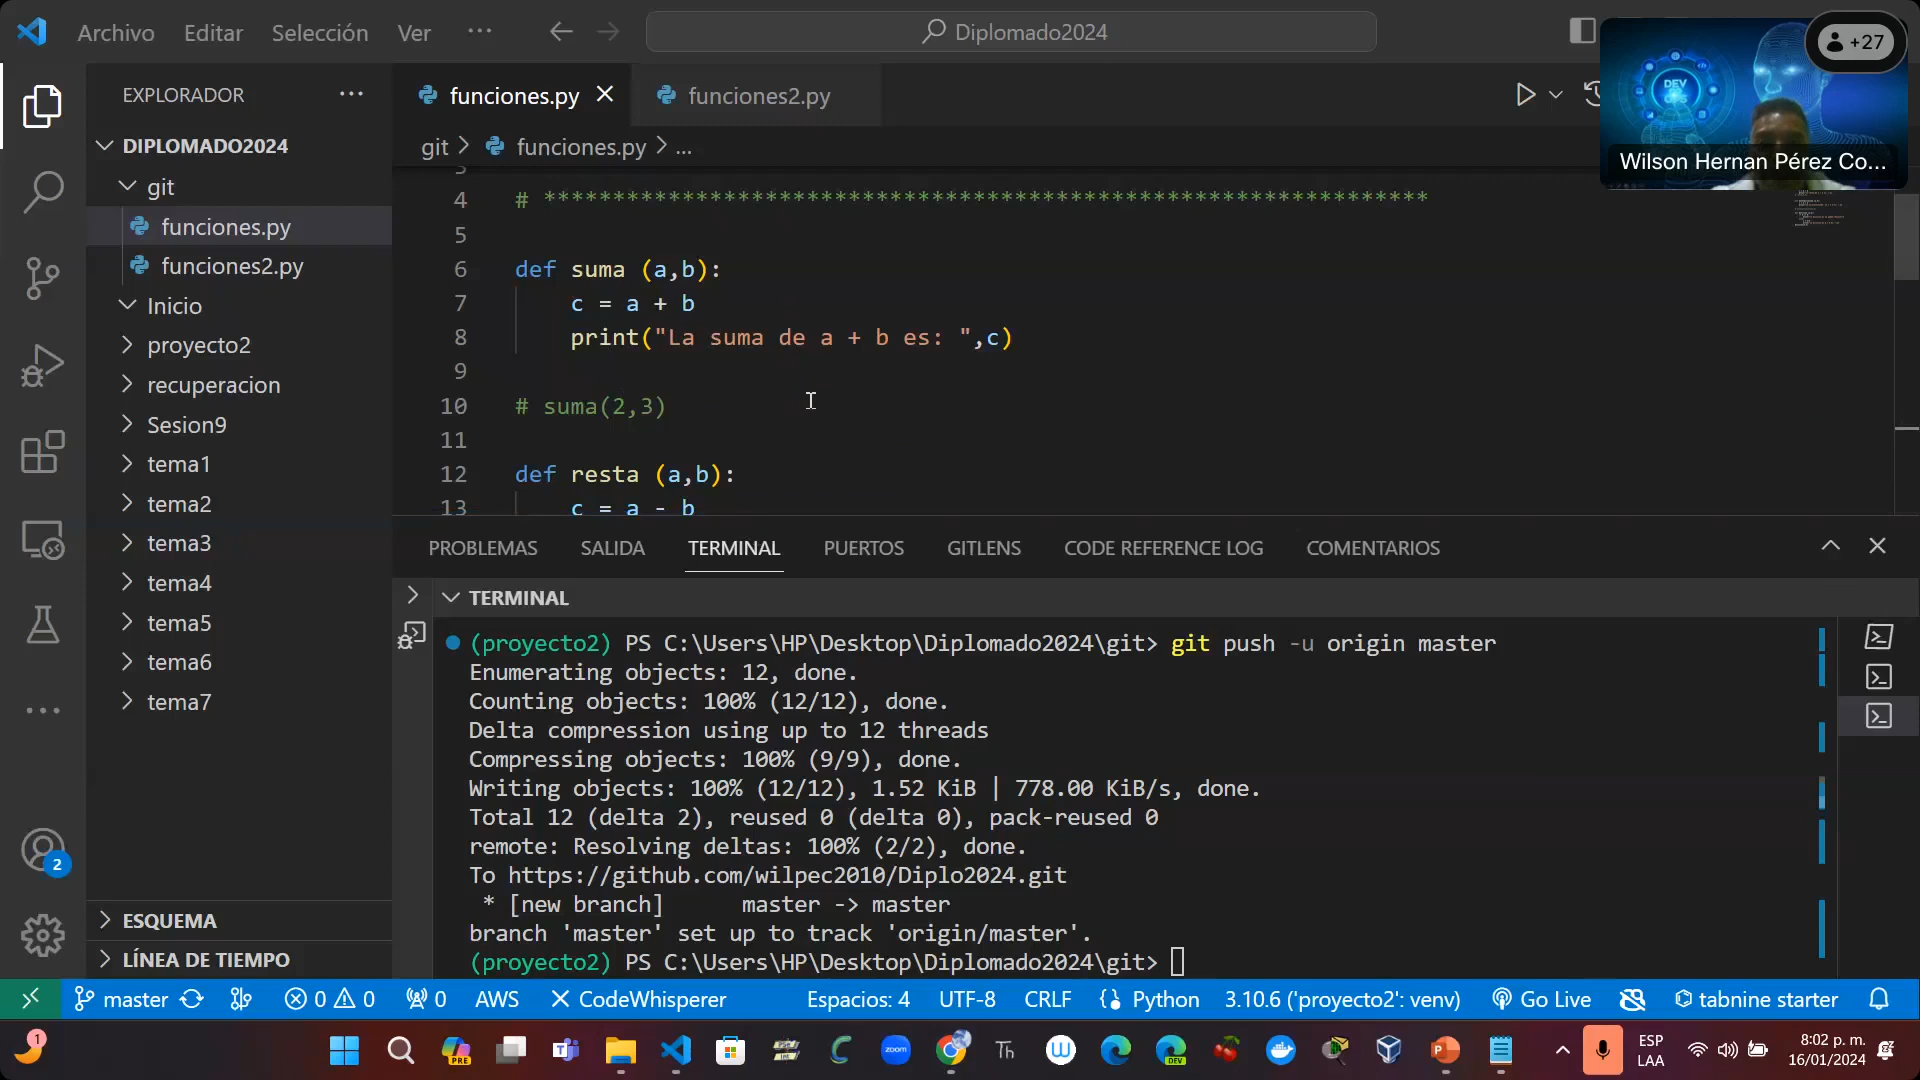 Archivo Editar Selección Ver ··· Diplomado2024
+27
DEV
Wilson Hernan Pérez Co...
EXPLORADOR ···
funciones.py funciones2.py
DIPLOMADO2024
git > funciones.py > ...
git
funciones.py
funciones2.py
Inicio
proyecto2
recuperacion
Sesion9
tema1
tema2
tema3
tema4
tema5
tema6
tema7
ESQUEMA
LÍNEA DE TIEMPO
2
3
4 # ****************************************************************
5
6 def suma (a,b):
7 c = a + b
8 print("La suma de a + b es: ",c)
9
10 # suma(2,3)
11
12 def resta (a,b):
13 c = a - b
PROBLEMAS SALIDA TERMINAL PUERTOS GITLENS CODE REFERENCE LOG COMENTARIOS
TERMINAL
(proyecto2) PS C:\Users\HP\Desktop\Diplomado2024\git> git push -u origin master
Enumerating objects: 12, done.
Counting objects: 100% (12/12), done.
Delta compression using up to 12 threads
Compressing objects: 100% (9/9), done.
Writing objects: 100% (12/12), 1.52 KiB | 778.00 KiB/s, done.
Total 12 (delta 2), reused 0 (delta 0), pack-reused 0
remote: Resolving deltas: 100% (2/2), done.
To https://github.com/wilpec2010/Diplo2024.git
* [new branch] master -> master
branch 'master' set up to track 'origin/master'.
(proyecto2) PS C:\Users\HP\Desktop\Diplomado2024\git>
master 0 0 0 AWS CodeWhisperer Espacios: 4 UTF-8 CRLF Python 3.10.6 ('proyecto2': venv) Go Live tabnine starter
1 PRE zoom Th DEV ESP LAA 8:02 p. m. 16/01/2024